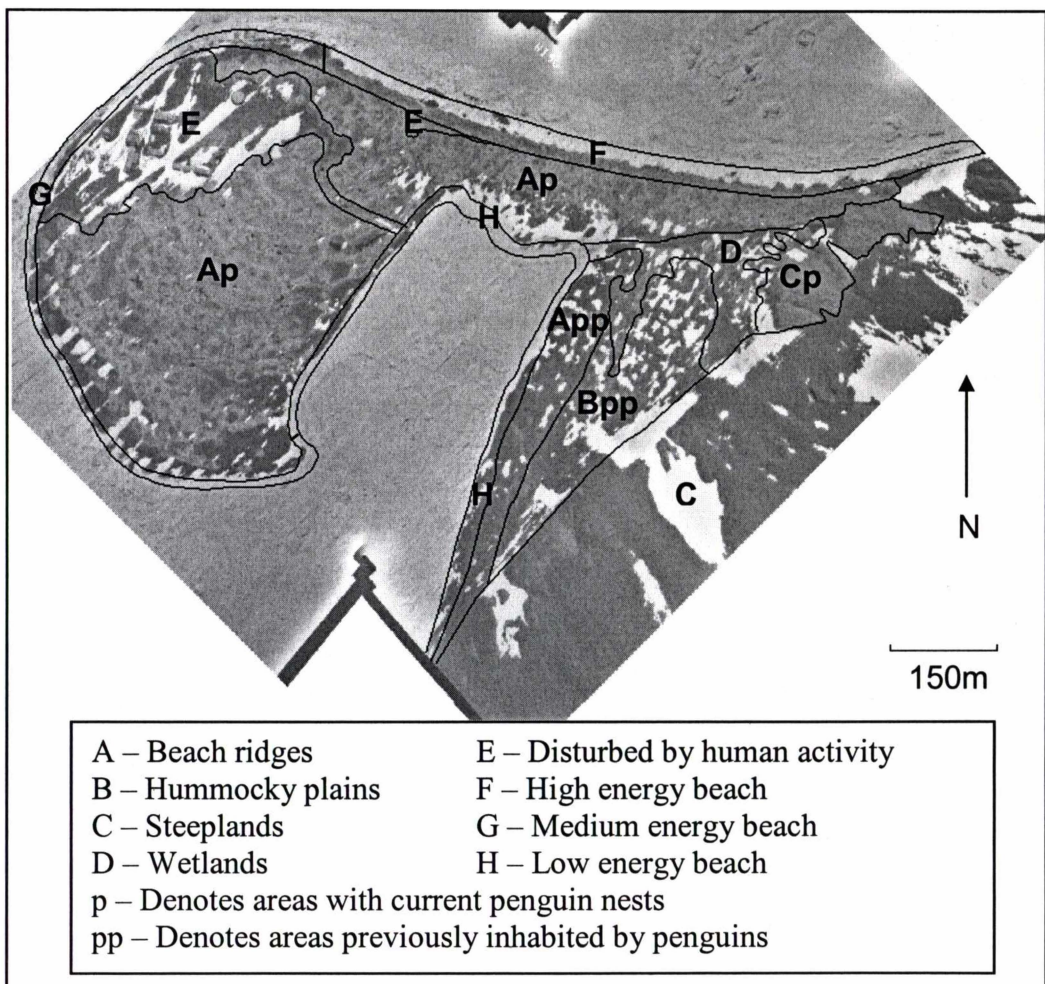 E
E
F
G
Ap
H
Ap
D
Cp
App
Bpp
H
C
N
150m
A – Beach ridges
E – Disturbed by human activity
B – Hummocky plains
F – High energy beach
C – Steeplands
G – Medium energy beach
D – Wetlands
H – Low energy beach
p – Denotes areas with current penguin nests
pp – Denotes areas previously inhabited by penguins